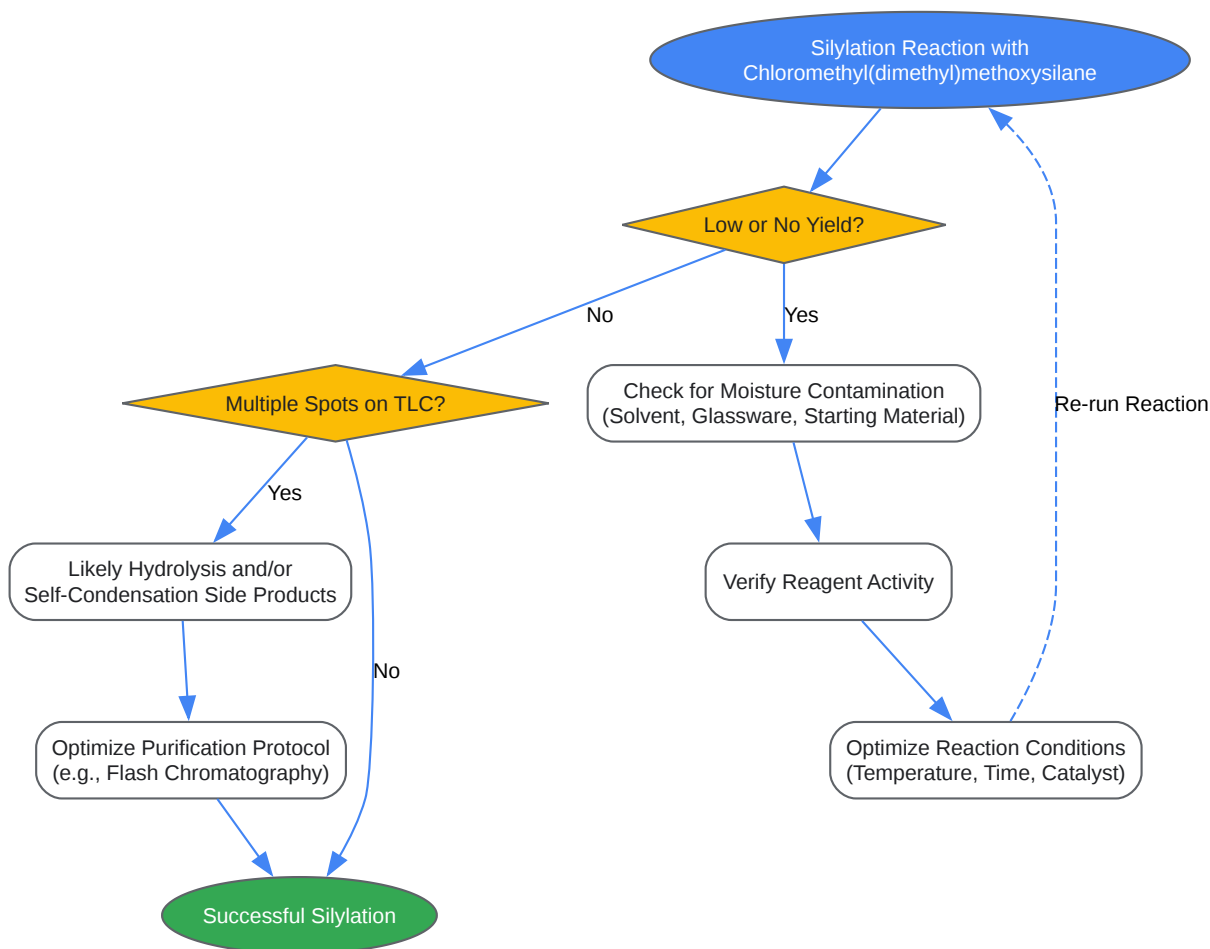 Silylation Reaction with
Chloromethyl(dimethyl)methoxysilane
Low or No Yield?
No
Yes
Multiple Spots on TLC?
Check for Moisture Contamination
(Solvent, Glassware, Starting Material)
Re-run Reaction
Yes
Likely Hydrolysis and/or
Self-Condensation Side Products
Verify Reagent Activity
No
Optimize Purification Protocol
(e.g., Flash Chromatography)
Optimize Reaction Conditions
(Temperature, Time, Catalyst)
Successful Silylation